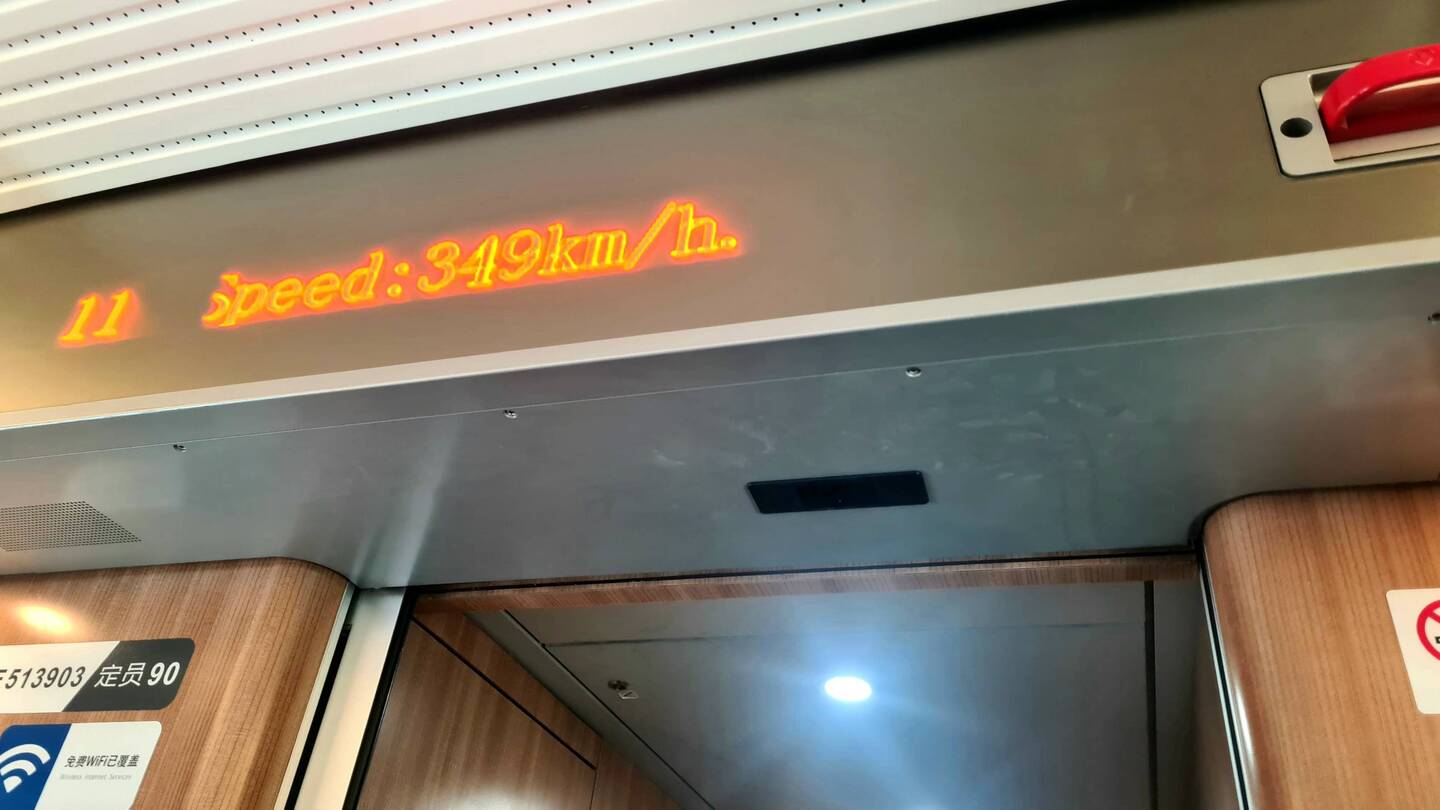 11 Speed:349km/h.
513903 定员90
免费WiFi已覆盖
Wireless Internet Services